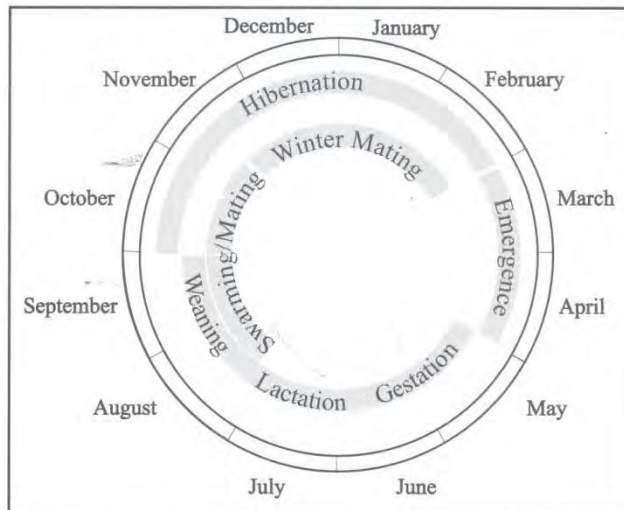 December
January
November
February
Hibernation
Winter Mating
October
March
Swarming/Mating
Emergence
Weaning
September
April
Lactation
Gestation
August
May
July
June